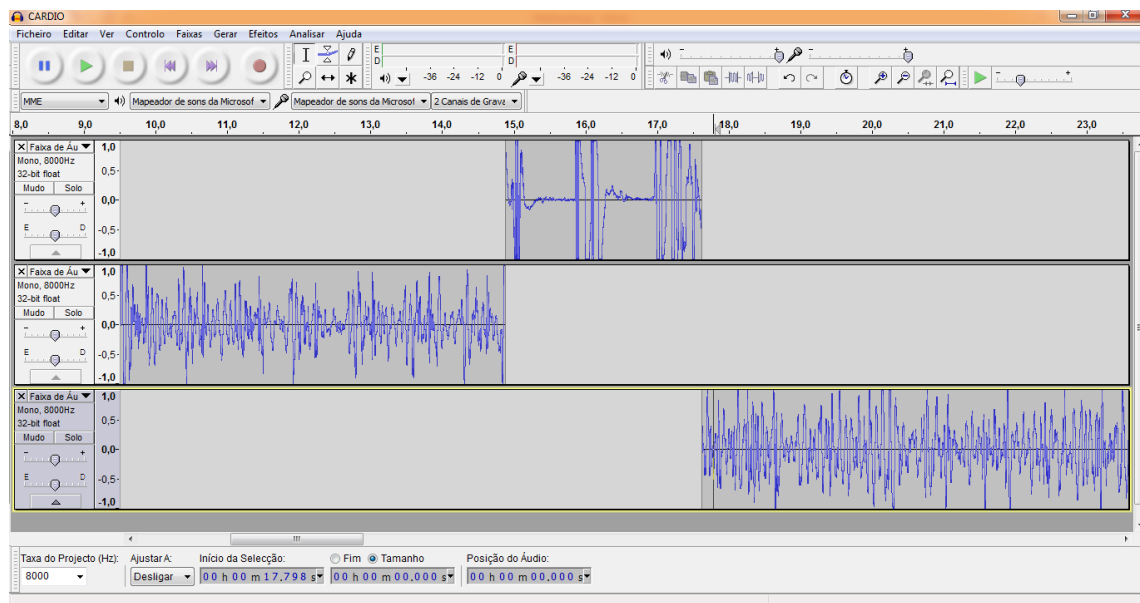 CARDIO
Ficheiro Editar Ver Controlo Faixas Gerar Efeitos Analisar Ajuda
E E
D D
-36 -24 -12 0 -36 -24 -12 0
MME Mapeador de sons da Microsof Mapeador de sons da Microsof 2 Canais de Grava
8,0 9,0 10,0 11,0 12,0 13,0 14,0 15,0 16,0 17,0 18,0 19,0 20,0 21,0 22,0 23,0
X Faixa de Áu 1,0
Mono, 8000Hz
32-bit float 0,5
Mudo Solo
- + 0,0
E D -0,5
-1,0
X Faixa de Áu 1,0
Mono, 8000Hz
32-bit float 0,5
Mudo Solo
- + 0,0
E D -0,5
-1,0
X Faixa de Áu 1,0
Mono, 8000Hz
32-bit float 0,5
Mudo Solo
- + 0,0
E D -0,5
-1,0
Taxa do Projecto (Hz): Ajustar A: Início da Selecção: Fim Tamanho Posição do Áudio:
8000 Desligar 00 h 00 m 17.798 s 00 h 00 m 00.000 s 00 h 00 m 00.000 s